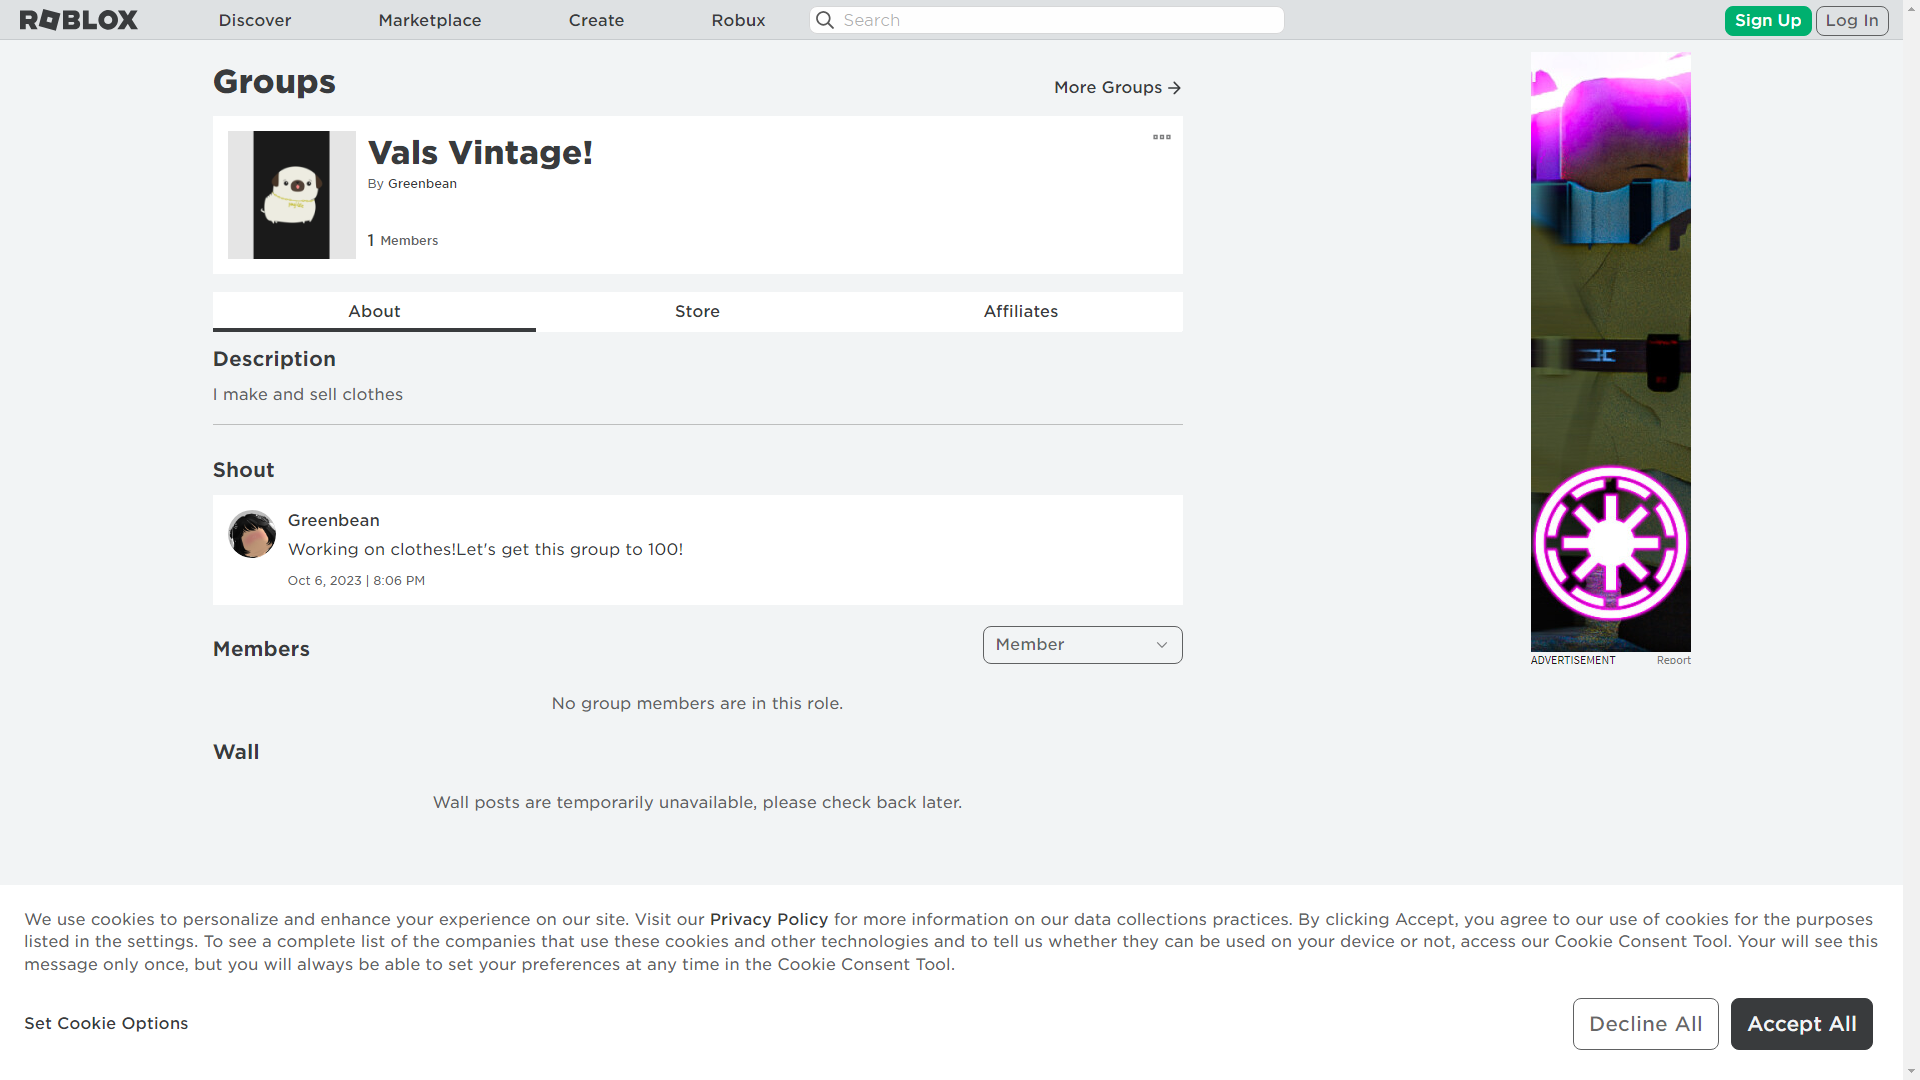 ROBLOX
Discover
Marketplace
Create
Robux
Search
Sign Up
Log In
Groups
More Groups
Vals Vintage!
By Greenbean
1 Members
About
Store
Affiliates
Description
I make and sell clothes
Shout
Greenbean
Working on clothes!Let's get this group to 100!
Oct 6, 2023 | 8:06 PM
Members
Member
No group members are in this role.
Wall
Wall posts are temporarily unavailable, please check back later.
ADVERTISEMENT
Report
We use cookies to personalize and enhance your experience on our site. Visit our Privacy Policy for more information on our data collections practices. By clicking Accept, you agree to our use of cookies for the purposes
listed in the settings. To see a complete list of the companies that use these cookies and other technologies and to tell us whether they can be used on your device or not, access our Cookie Consent Tool. Your will see this
message only once, but you will always be able to set your preferences at any time in the Cookie Consent Tool.
Set Cookie Options
Decline All
Accept All